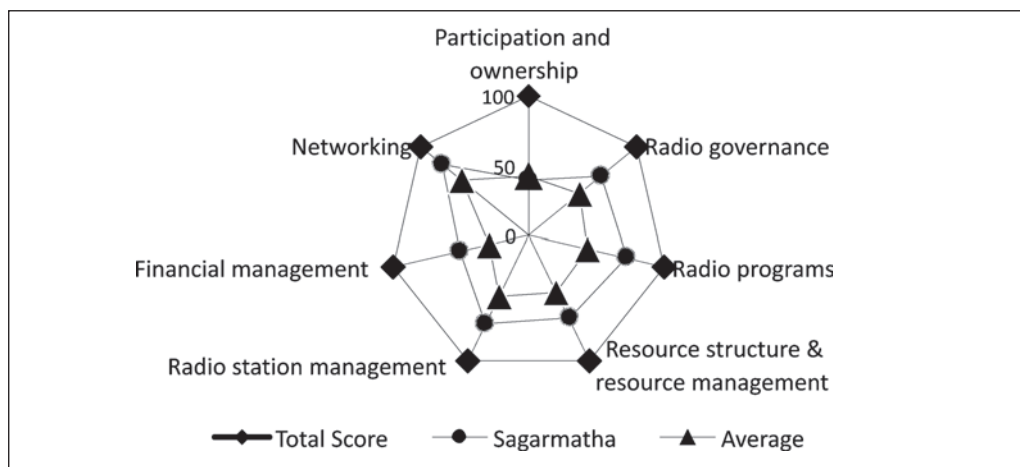 Participation and
ownership
100
Networking
Radio governance
50
0
Financial management
Radio programs
Radio station management
Resource structure &
resource management
Total Score
Sagarmatha
Average